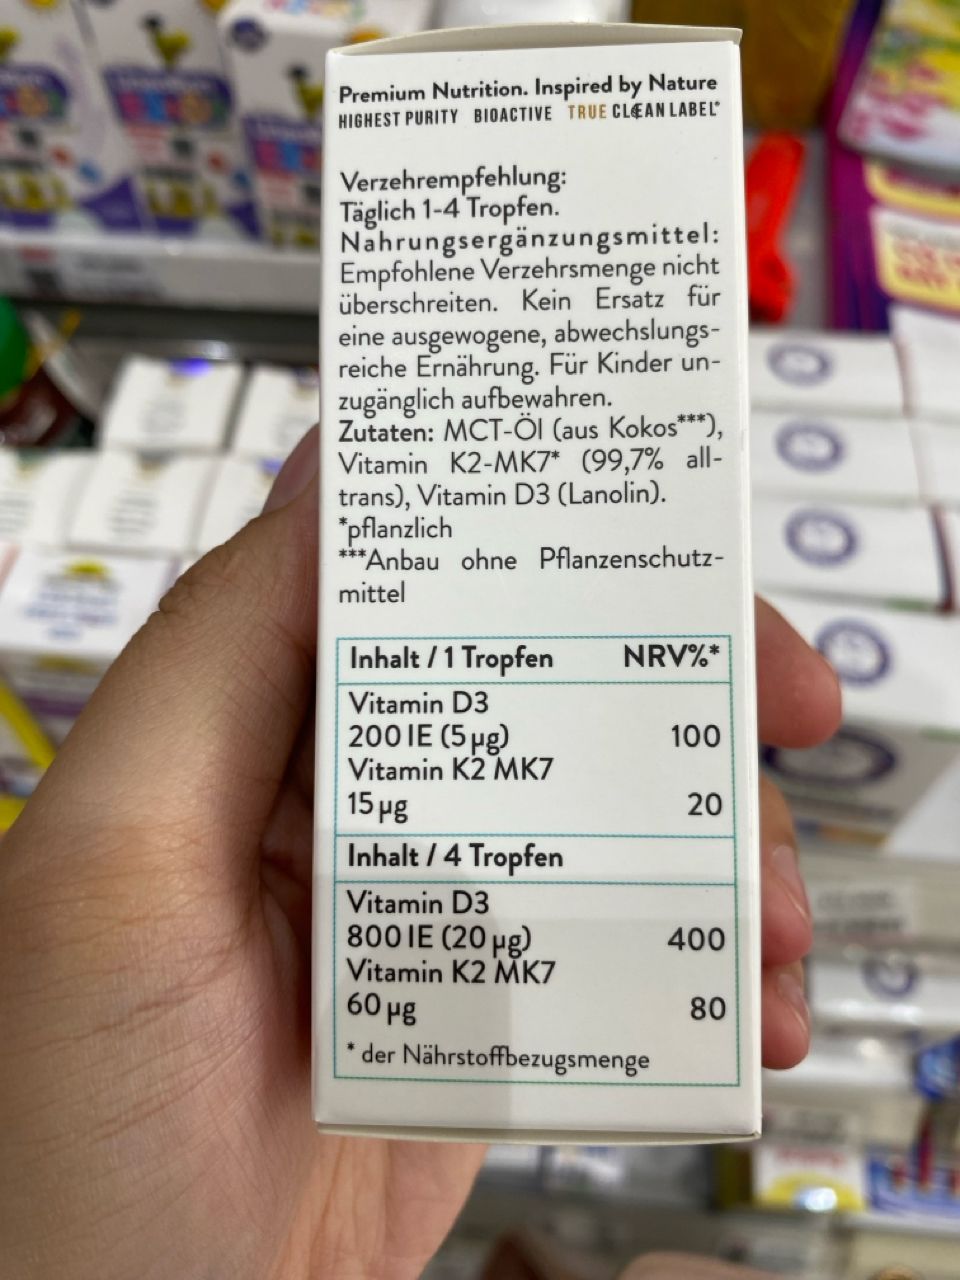 Premium Nutrition. Inspired by Nature
HIGHEST PURITY BIOACTIVE TRUE CLEAN LABEL*
Verzehrempfehlung:
Täglich 1-4 Tropfen.
Nahrungsergänzungsmittel:
Empfohlene Verzehrsmenge nicht
überschreiten. Kein Ersatz für
eine ausgewogene, abwechslungs-
reiche Ernährung. Für Kinder un-
zugänglich aufbewahren.
Zutaten: MCT-Öl (aus Kokos***),
Vitamin K2-MK7* (99,7% all-
trans), Vitamin D3 (Lanolin).
*pflanzlich
***Anbau ohne Pflanzenschutz-
mittel
Inhalt / 1 Tropfen NRV%*
Vitamin D3
200 IE (5 µg) 100
Vitamin K2 MK7
15 µg 20
Inhalt / 4 Tropfen
Vitamin D3
800 IE (20 µg) 400
Vitamin K2 MK7
60 µg 80
* der Nährstoffbezugsmenge